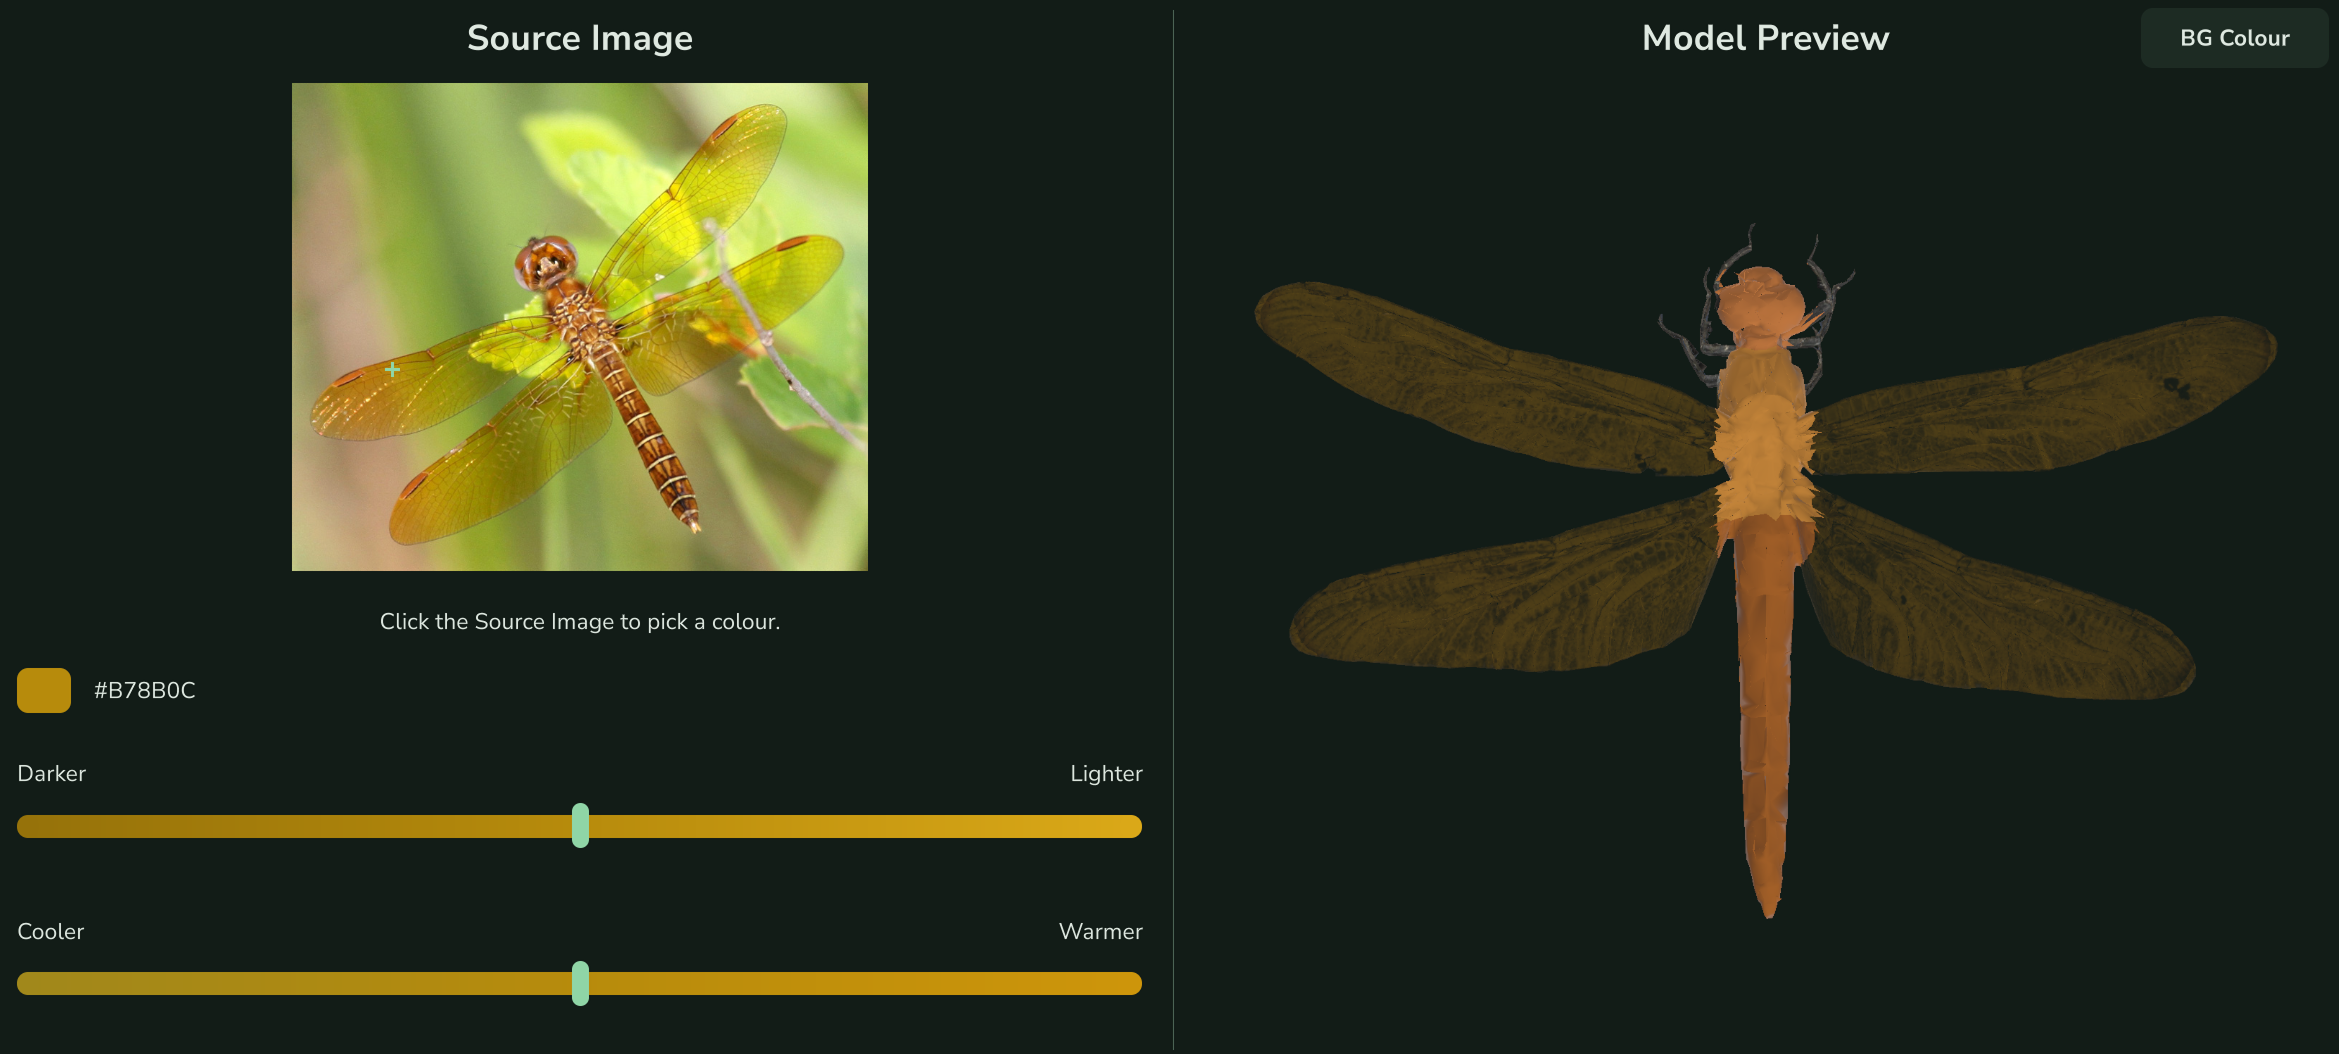 Source Image
Click the Source Image to pick a colour.
#B78B0C
Darker
Lighter
Cooler
Warmer
Model Preview
BG Colour